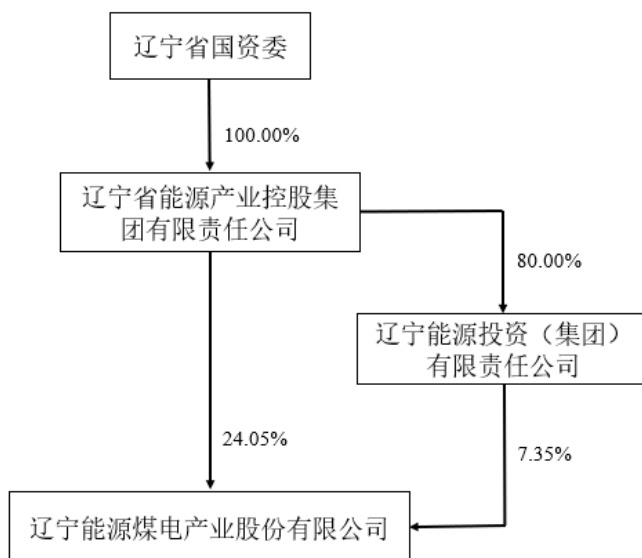 辽宁省国资委
100.00%
辽宁省能源产业控股集
团有限责任公司
80.00%
辽宁能源投资（集团）
有限责任公司
24.05%
7.35%
辽宁能源煤电产业股份有限公司